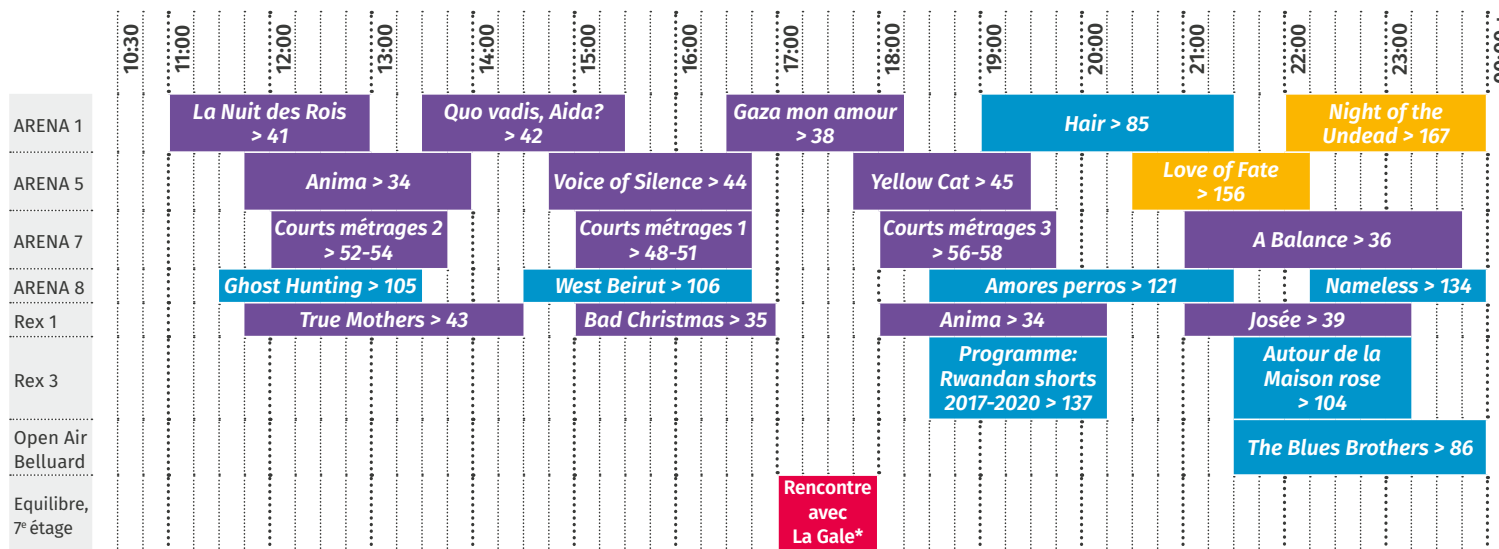 10:30
11:00
12:00
13:00
14:00
15:00
16:00
17:00
18:00
19:00
20:00
21:00
22:00
23:00
ARENA 1
La Nuit des Rois
> 41
Quo vadis, Aida?
> 42
Gaza mon amour
> 38
Hair > 85
Night of the
Undead > 167
ARENA 5
Anima > 34
Voice of Silence > 44
Yellow Cat > 45
Love of Fate
> 156
ARENA 7
Courts métrages 2
> 52-54
Courts métrages 1
> 48-51
Courts métrages 3
> 56-58
A Balance > 36
ARENA 8
Ghost Hunting > 105
West Beirut > 106
Amores perros > 121
Nameless > 134
Rex 1
True Mothers > 43
Bad Christmas > 35
Anima > 34
Josée > 39
Rex 3
Programme:
Rwandan shorts
2017-2020 > 137
Autour de la
Maison rose
> 104
Open Air
Belluard
The Blues Brothers > 86
Equilibre,
7e étage
Rencontre
avec
La Gale*